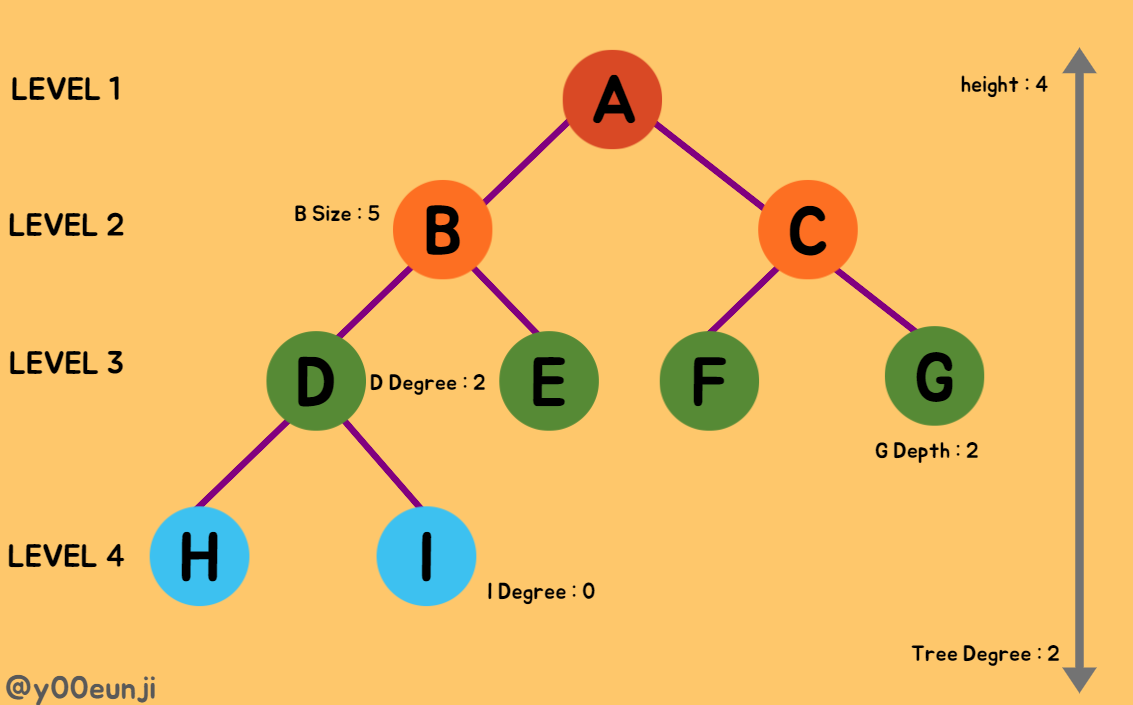 LEVEL 1
A
height : 4
LEVEL 2
B Size : 5
B
C
LEVEL 3
D
D Degree : 2
E
F
G
G Depth : 2
LEVEL 4
H
I
I Degree : 0
Tree Degree : 2
@y00eunji